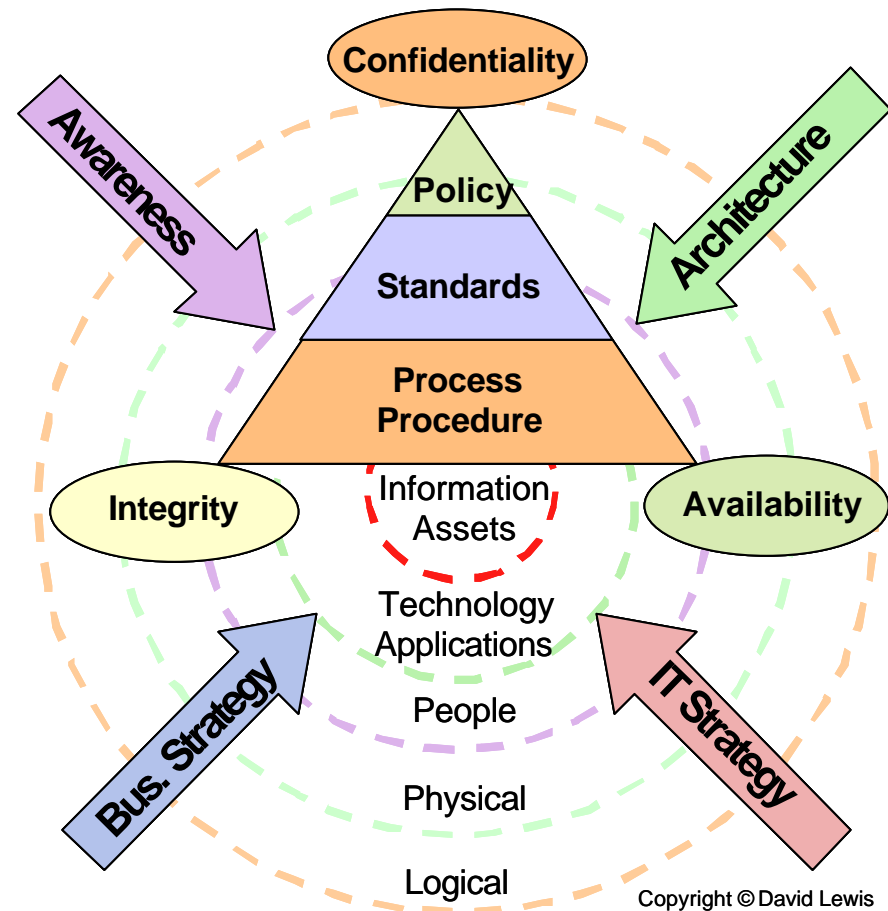 Confidentiality
Awareness
Architecture
Policy
Standards
Process
Procedure
Integrity
Information
Assets
Availability
Technology
Applications
Bus. Strategy
IT Strategy
People
Physical
Logical
Copyright © David Lewis